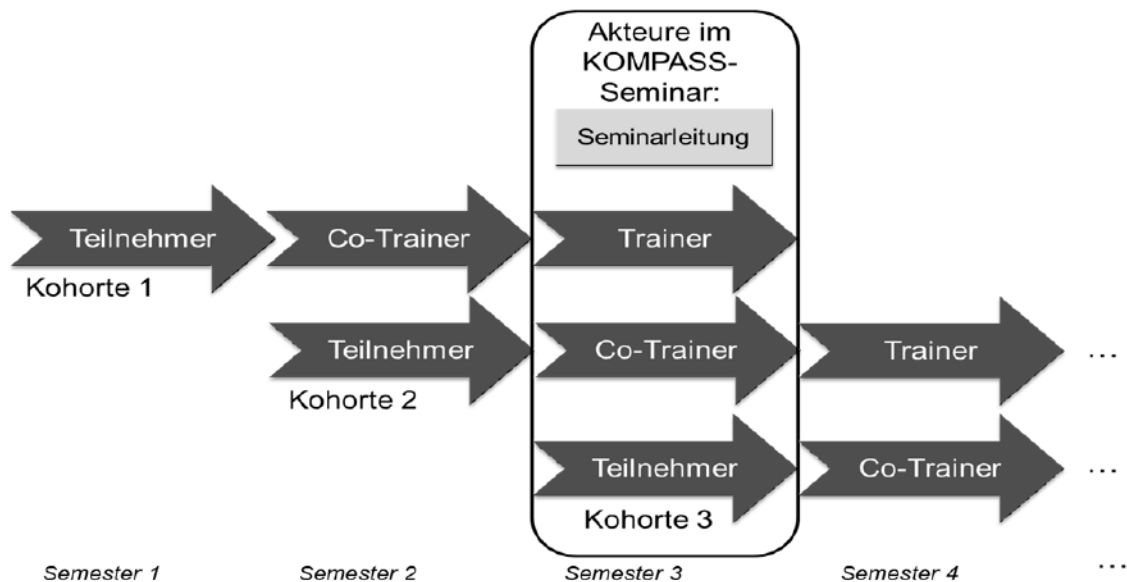 Akteure im
KOMPASS-
Seminar:
Seminarleitung
Teilnehmer
Co-Trainer
Trainer
Kohorte 1
Teilnehmer
Co-Trainer
Trainer
...
Kohorte 2
Teilnehmer
Co-Trainer
...
Kohorte 3
Semester 1
Semester 2
Semester 3
Semester 4
...